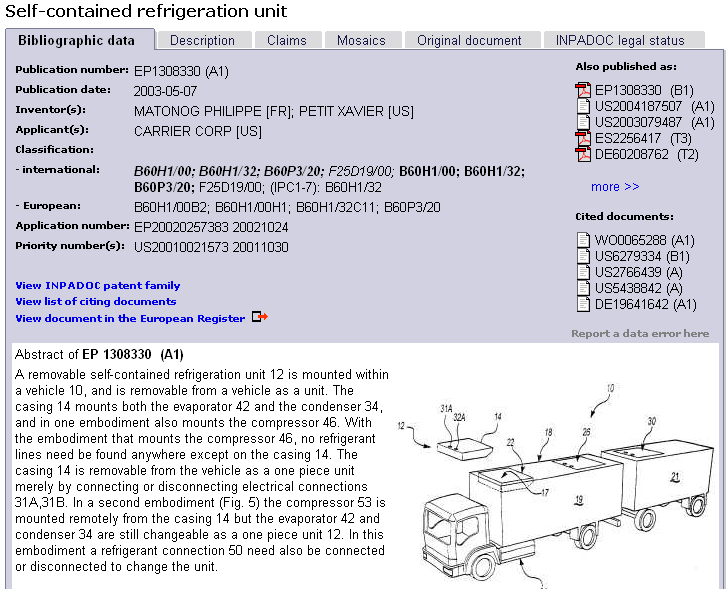 Self-contained refrigeration unit
Bibliographic data Description Claims Mosaics Original document INPADOC legal status
Publication number: EP1308330 (A1)
Publication date: 2003-05-07
Inventor(s): MATONOG PHILIPPE [FR]; PETIT XAVIER [US]
Applicant(s): CARRIER CORP [US]
Classification:
- international: B60H1/00; B60H1/32; B60P3/20; F25D19/00; B60H1/00; B60H1/32;
B60P3/20; F25D19/00; (IPC1-7): B60H1/32
- European: B60H1/00B2; B60H1/00H1; B60H1/32C11; B60P3/20
Application number: EP20020257383 20021024
Priority number(s): US20010021573 20011030
View INPADOC patent family
View list of citing documents
View document in the European Register
Also published as:
EP1308330 (B1)
US2004187507 (A1)
US2003079487 (A1)
ES2256417 (T3)
DE60208762 (T2)
more >>
Cited documents:
WO0065288 (A1)
US6279334 (B1)
US2766439 (A)
US5438842 (A)
DE19641642 (A1)
Report a data error here
Abstract of EP 1308330 (A1)
A removable self-contained refrigeration unit 12 is mounted within
a vehicle 10, and is removable from a vehicle as a unit. The
casing 14 mounts both the evaporator 42 and the condenser 34,
and in one embodiment also mounts the compressor 46. With
the embodiment that mounts the compressor 46, no refrigerant
lines need be found anywhere except on the casing 14. The
casing 14 is removable from the vehicle as a one piece unit
merely by connecting or disconnecting electrical connections
31A,31B. In a second embodiment (Fig. 5) the compressor 53 is
mounted remotely from the casing 14 but the evaporator 42 and
condenser 34 are still changeable as a one piece unit 12. In this
embodiment a refrigerant connection 50 need also be connected
or disconnected to change the unit.
10
31A
32A
14
12
22
18
26
30
17
19
21